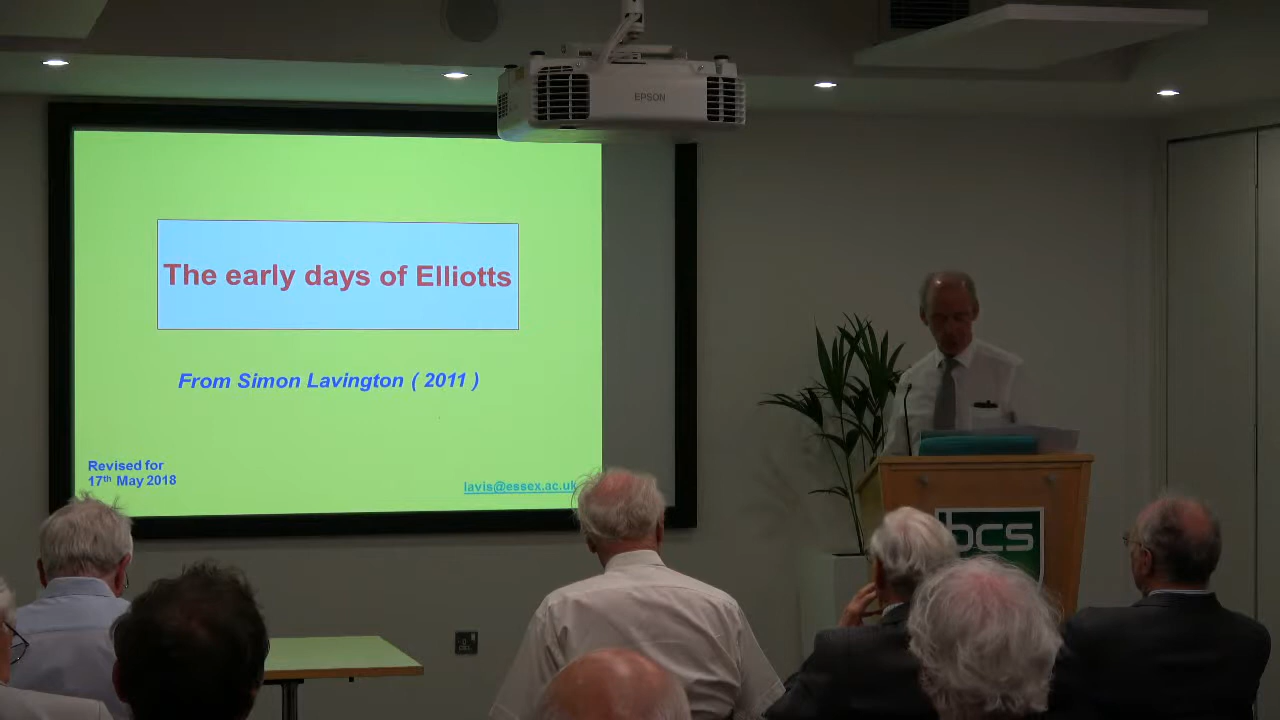 EPSON
The early days of Elliotts
From Simon Lavington ( 2011 )
Revised for
17th May 2018
lavis@essex.ac.uk
bcs